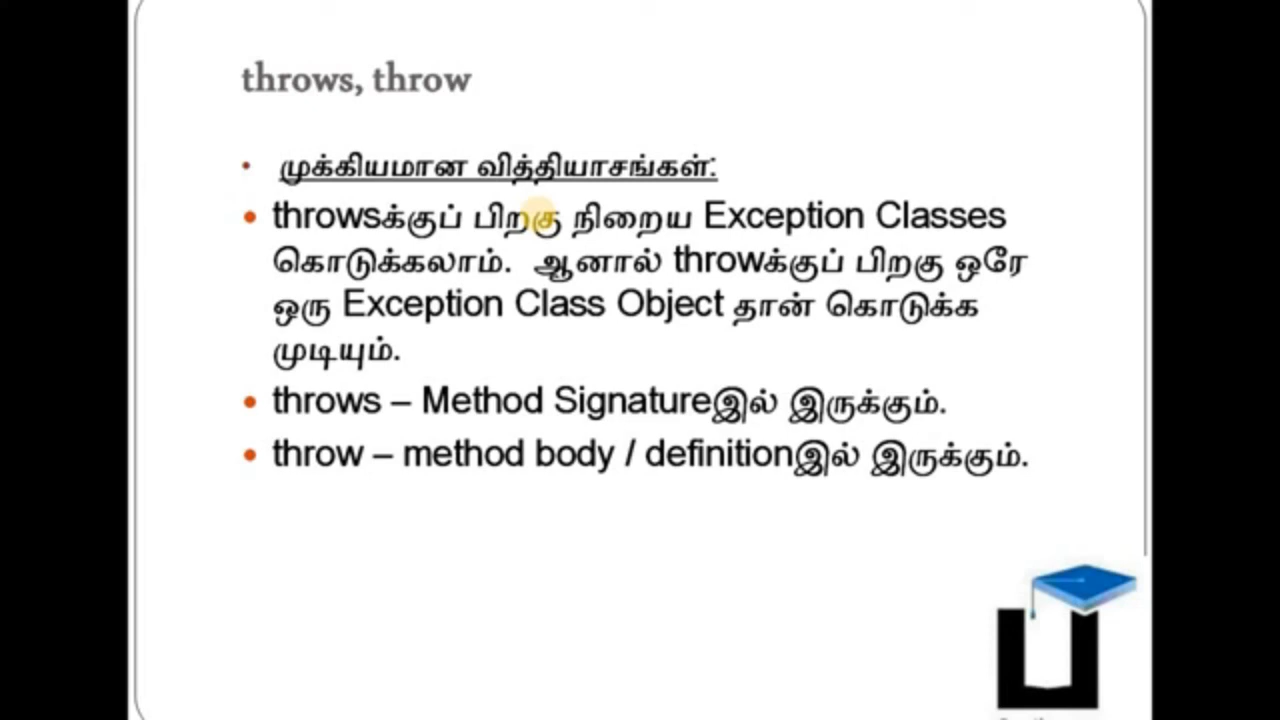 throws, throw
• முக்கியமான வித்தியாசங்கள்:
• throwsக்குப் பிறகு நிறைய Exception Classes
கொடுக்கலாம். ஆனால் throwக்குப் பிறகு ஒரே
ஒரு Exception Class Object தான் கொடுக்க
முடியும்.
• throws – Method Signatureஇல் இருக்கும்.
• throw – method body / definitionஇல் இருக்கும்.